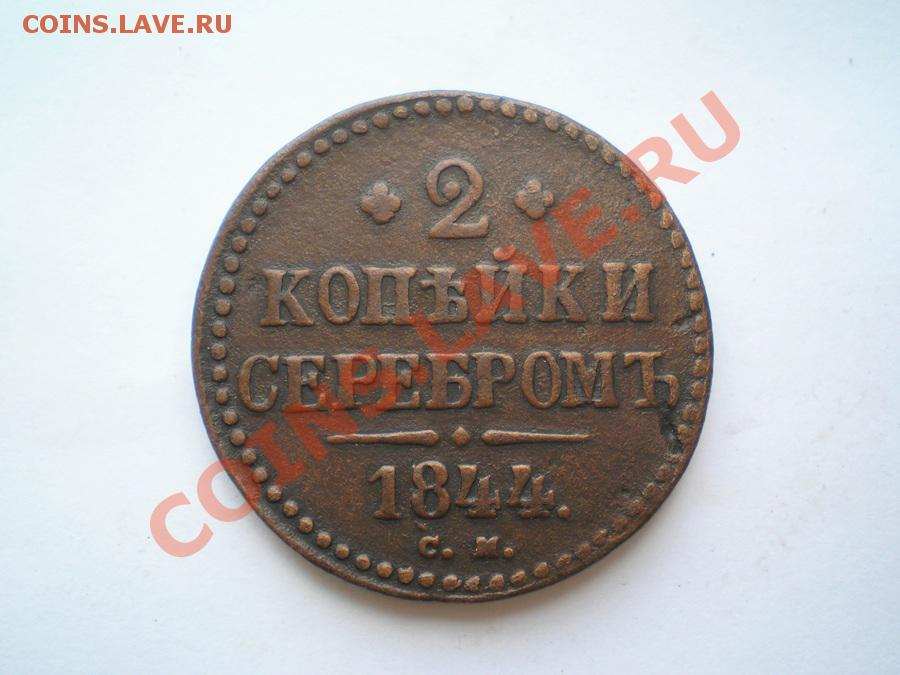 COINS.LAVE.RU
2
КОПѢЙКИ
СЕРЕБРОМЪ
1844.
С. М.
COINS.LAVE.RU